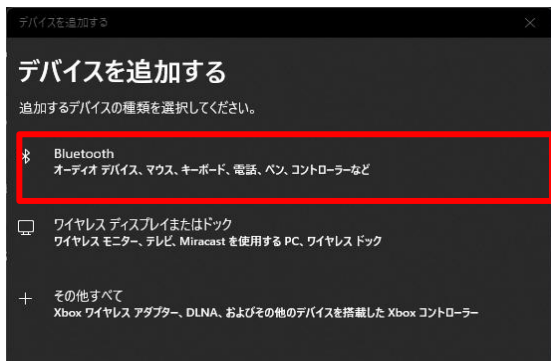 デバイスを追加する
デバイスを追加する
追加するデバイスの種類を選択してください。
Bluetooth
オーディオ デバイス、マウス、キーボード、電話、ペン、コントローラーなど
ワイヤレス ディスプレイまたはドック
ワイヤレス モニター、テレビ、Miracast を使用する PC、ワイヤレス ドック
その他すべて
Xbox ワイヤレス アダプター、DLNA、およびその他のデバイスを搭載した Xbox コントローラー